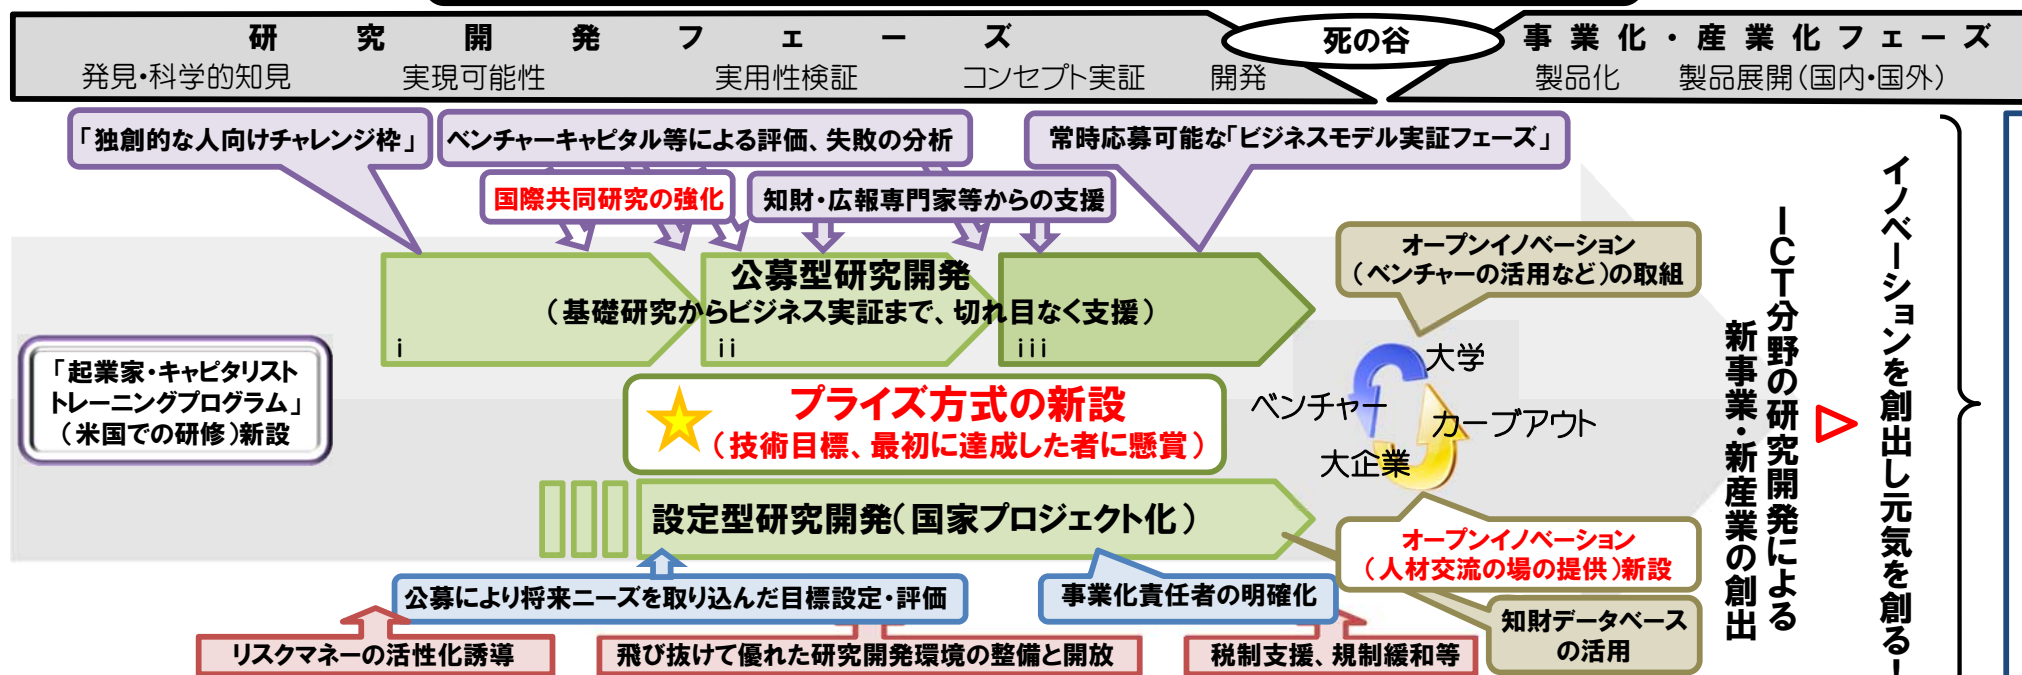 研究開発フェーズ
死の谷
事業化・産業化フェーズ
発見・科学的知見
実現可能性
実用性検証
コンセプト実証
開発
製品化
製品展開（国内・国外）
「独創的な人向けチャレンジ枠」
ベンチャーキャピタル等による評価、失敗の分析
常時応募可能な「ビジネスモデル実証フェーズ」
国際共同研究の強化
知財・広報専門家等からの支援
公募型研究開発
（基礎研究からビジネス実証まで、切れ目なく支援）
i
ii
iii
オープンイノベーション
（ベンチャーの活用など）の取組
「起業家・キャピタリスト
トレーニングプログラム」
（米国での研修）新設
プライズ方式の新設
（技術目標、最初に達成した者に懸賞）
大学
ベンチャー
カーブアウト
大企業
設定型研究開発（国家プロジェクト化）
オープンイノベーション
（人材交流の場の提供）新設
公募により将来ニーズを取り込んだ目標設定・評価
事業化責任者の明確化
知財データベース
の活用
リスクマネーの活性化誘導
飛び抜けて優れた研究開発環境の整備と開放
税制支援、規制緩和等
ICT分野の研究開発による
新事業・新産業の創出
イノベーションを創出し元気を創る！